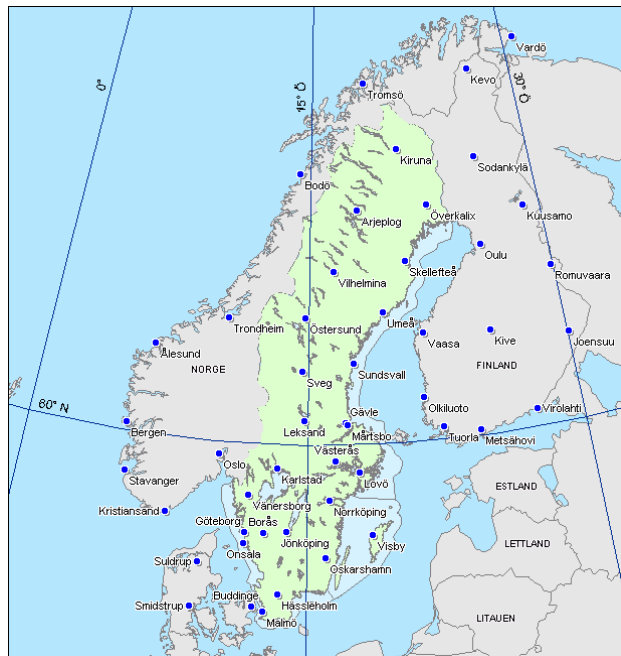 Vardö
Kevo
0°
15° Ö
30° Ö
Tromsö
Kiruna
Sodankylä
Bodö
Arjeplog
Överkalix
Kuusamo
Oulu
Skellefteå
Romuvaara
Vilhelmina
Umeå
Trondheim
Östersund
Vaasa
Kive
Joensuu
Ålesund
NORGE
Sveg
Sundsvall
FINLAND
60° N
Olkiluoto
Virolahti
Gävle
Bergen
Leksand
Mårtsbo
Tuorla
Metsähovi
Västerås
Oslo
Stavanger
Karlstad
Lovö
ESTLAND
Vänersborg
Norrköping
Kristiansand
Göteborg
Borås
Visby
LETTLAND
Onsala
Jönköping
Suldrup
Oskarshamn
Smidstrup
Buddinge
Hässleholm
Malmö
LITAUEN